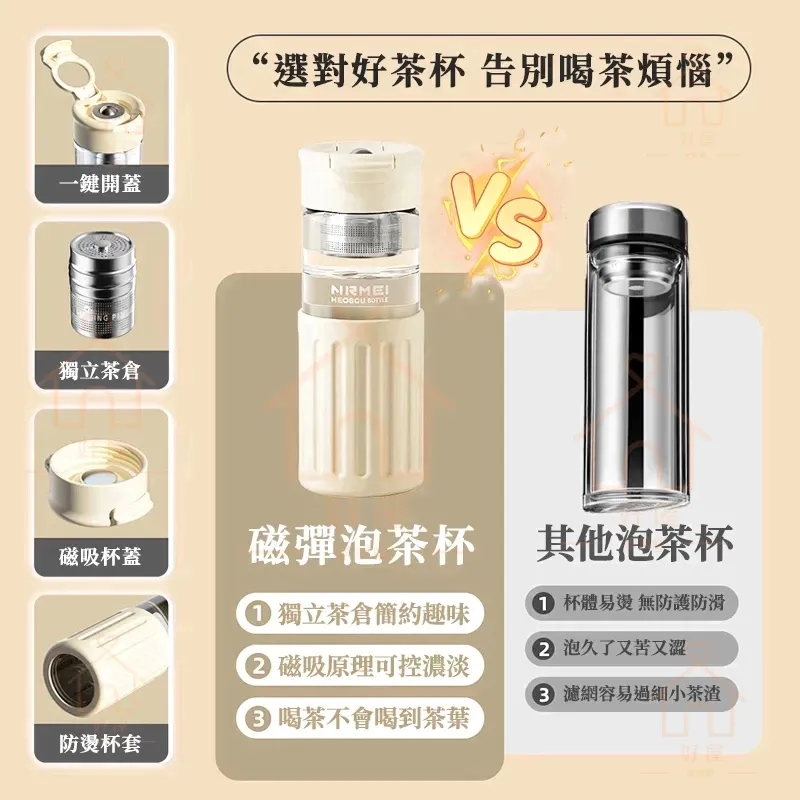 “選對好茶杯 告別喝茶煩惱”
一鍵開蓋
VS
NRMEI
獨立茶倉
磁吸杯蓋
防燙杯套
磁彈泡茶杯
1 獨立茶倉簡約趣味
2 磁吸原理可控濃淡
3 喝茶不會喝到茶葉
其他泡茶杯
1 杯體易燙 無防護防滑
2 泡久了又苦又澀
3 濾網容易過細小茶渣
好屋